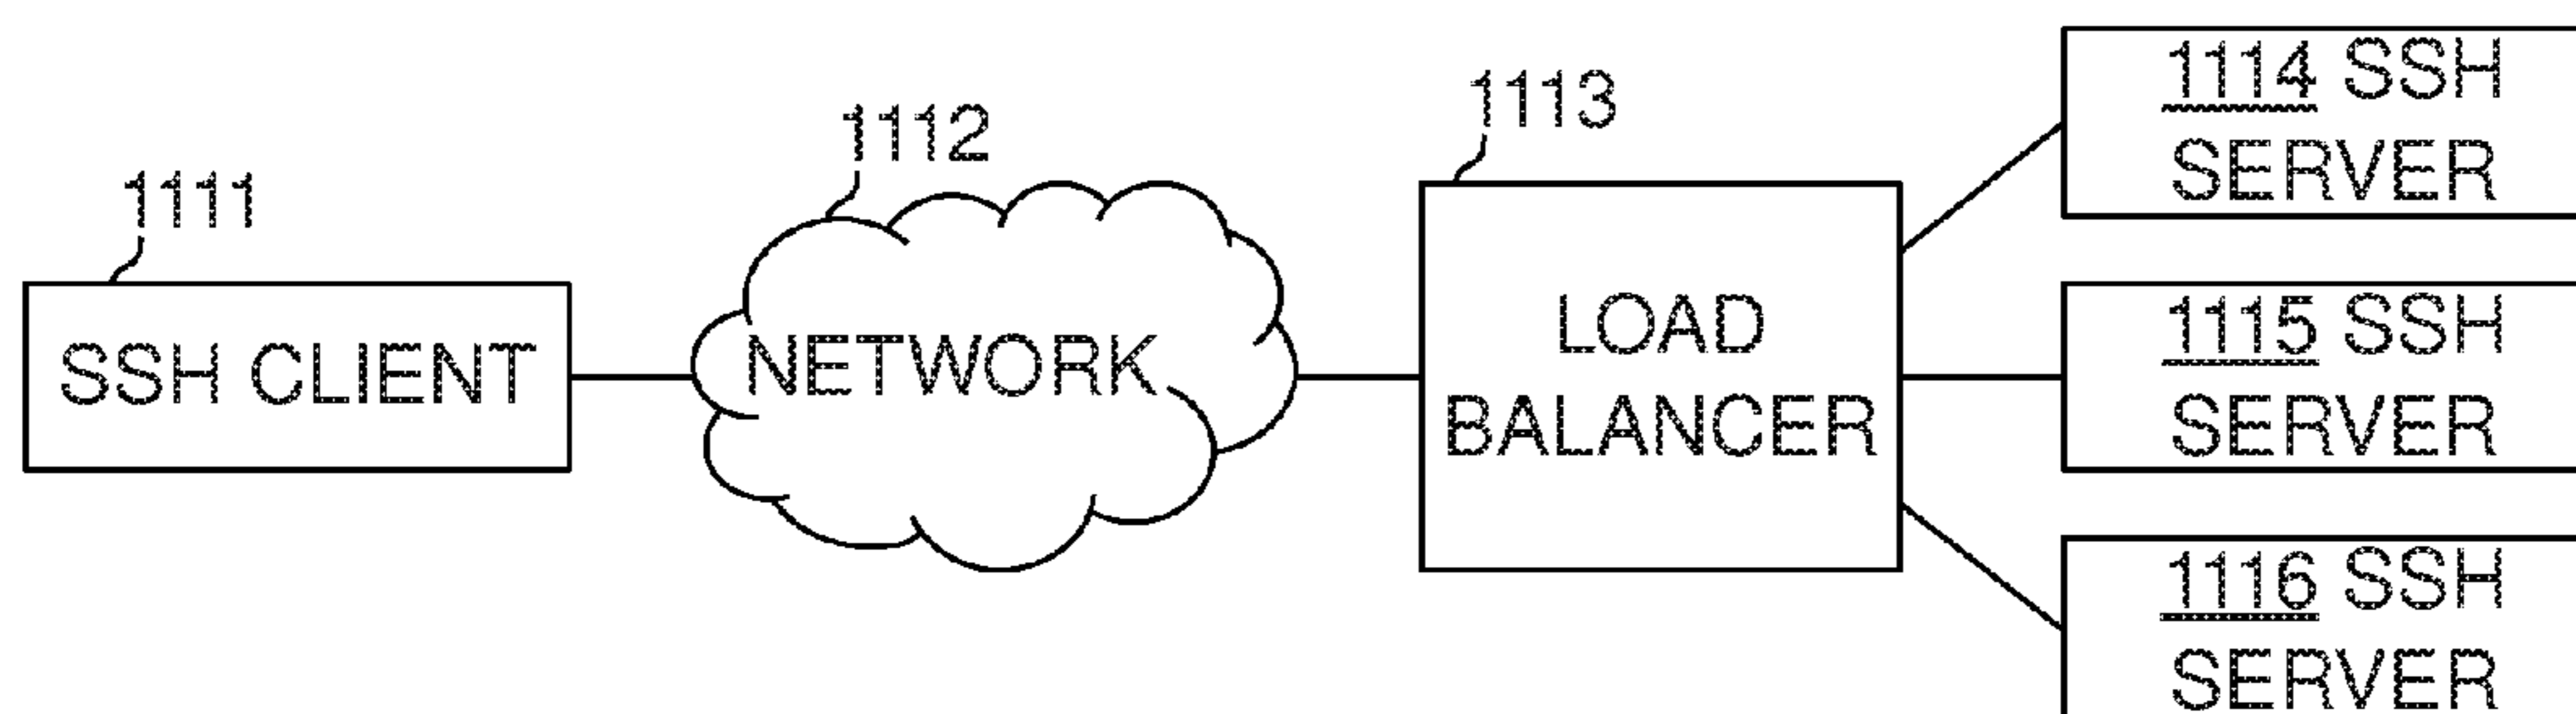 1111
SSH CLIENT
1112
NETWORK
1113
LOAD
BALANCER
1114 SSH
SERVER
1115 SSH
SERVER
1116 SSH
SERVER